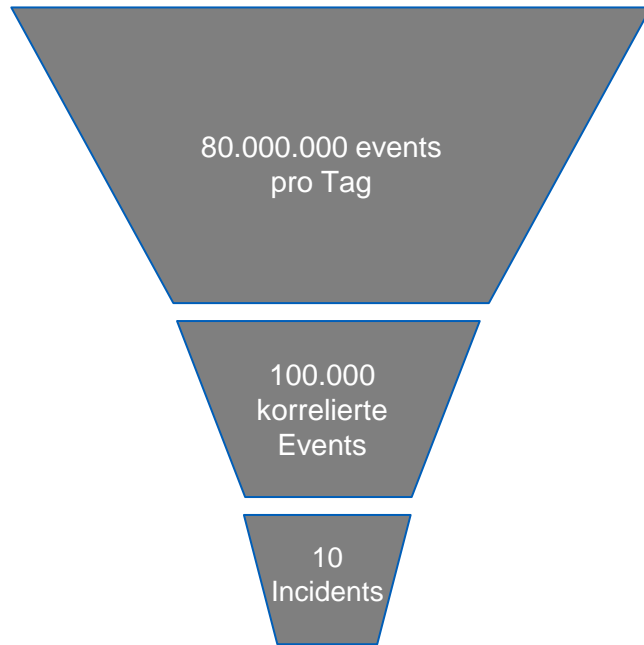 80.000.000 events
pro Tag
100.000
korrelierte
Events
10
Incidents